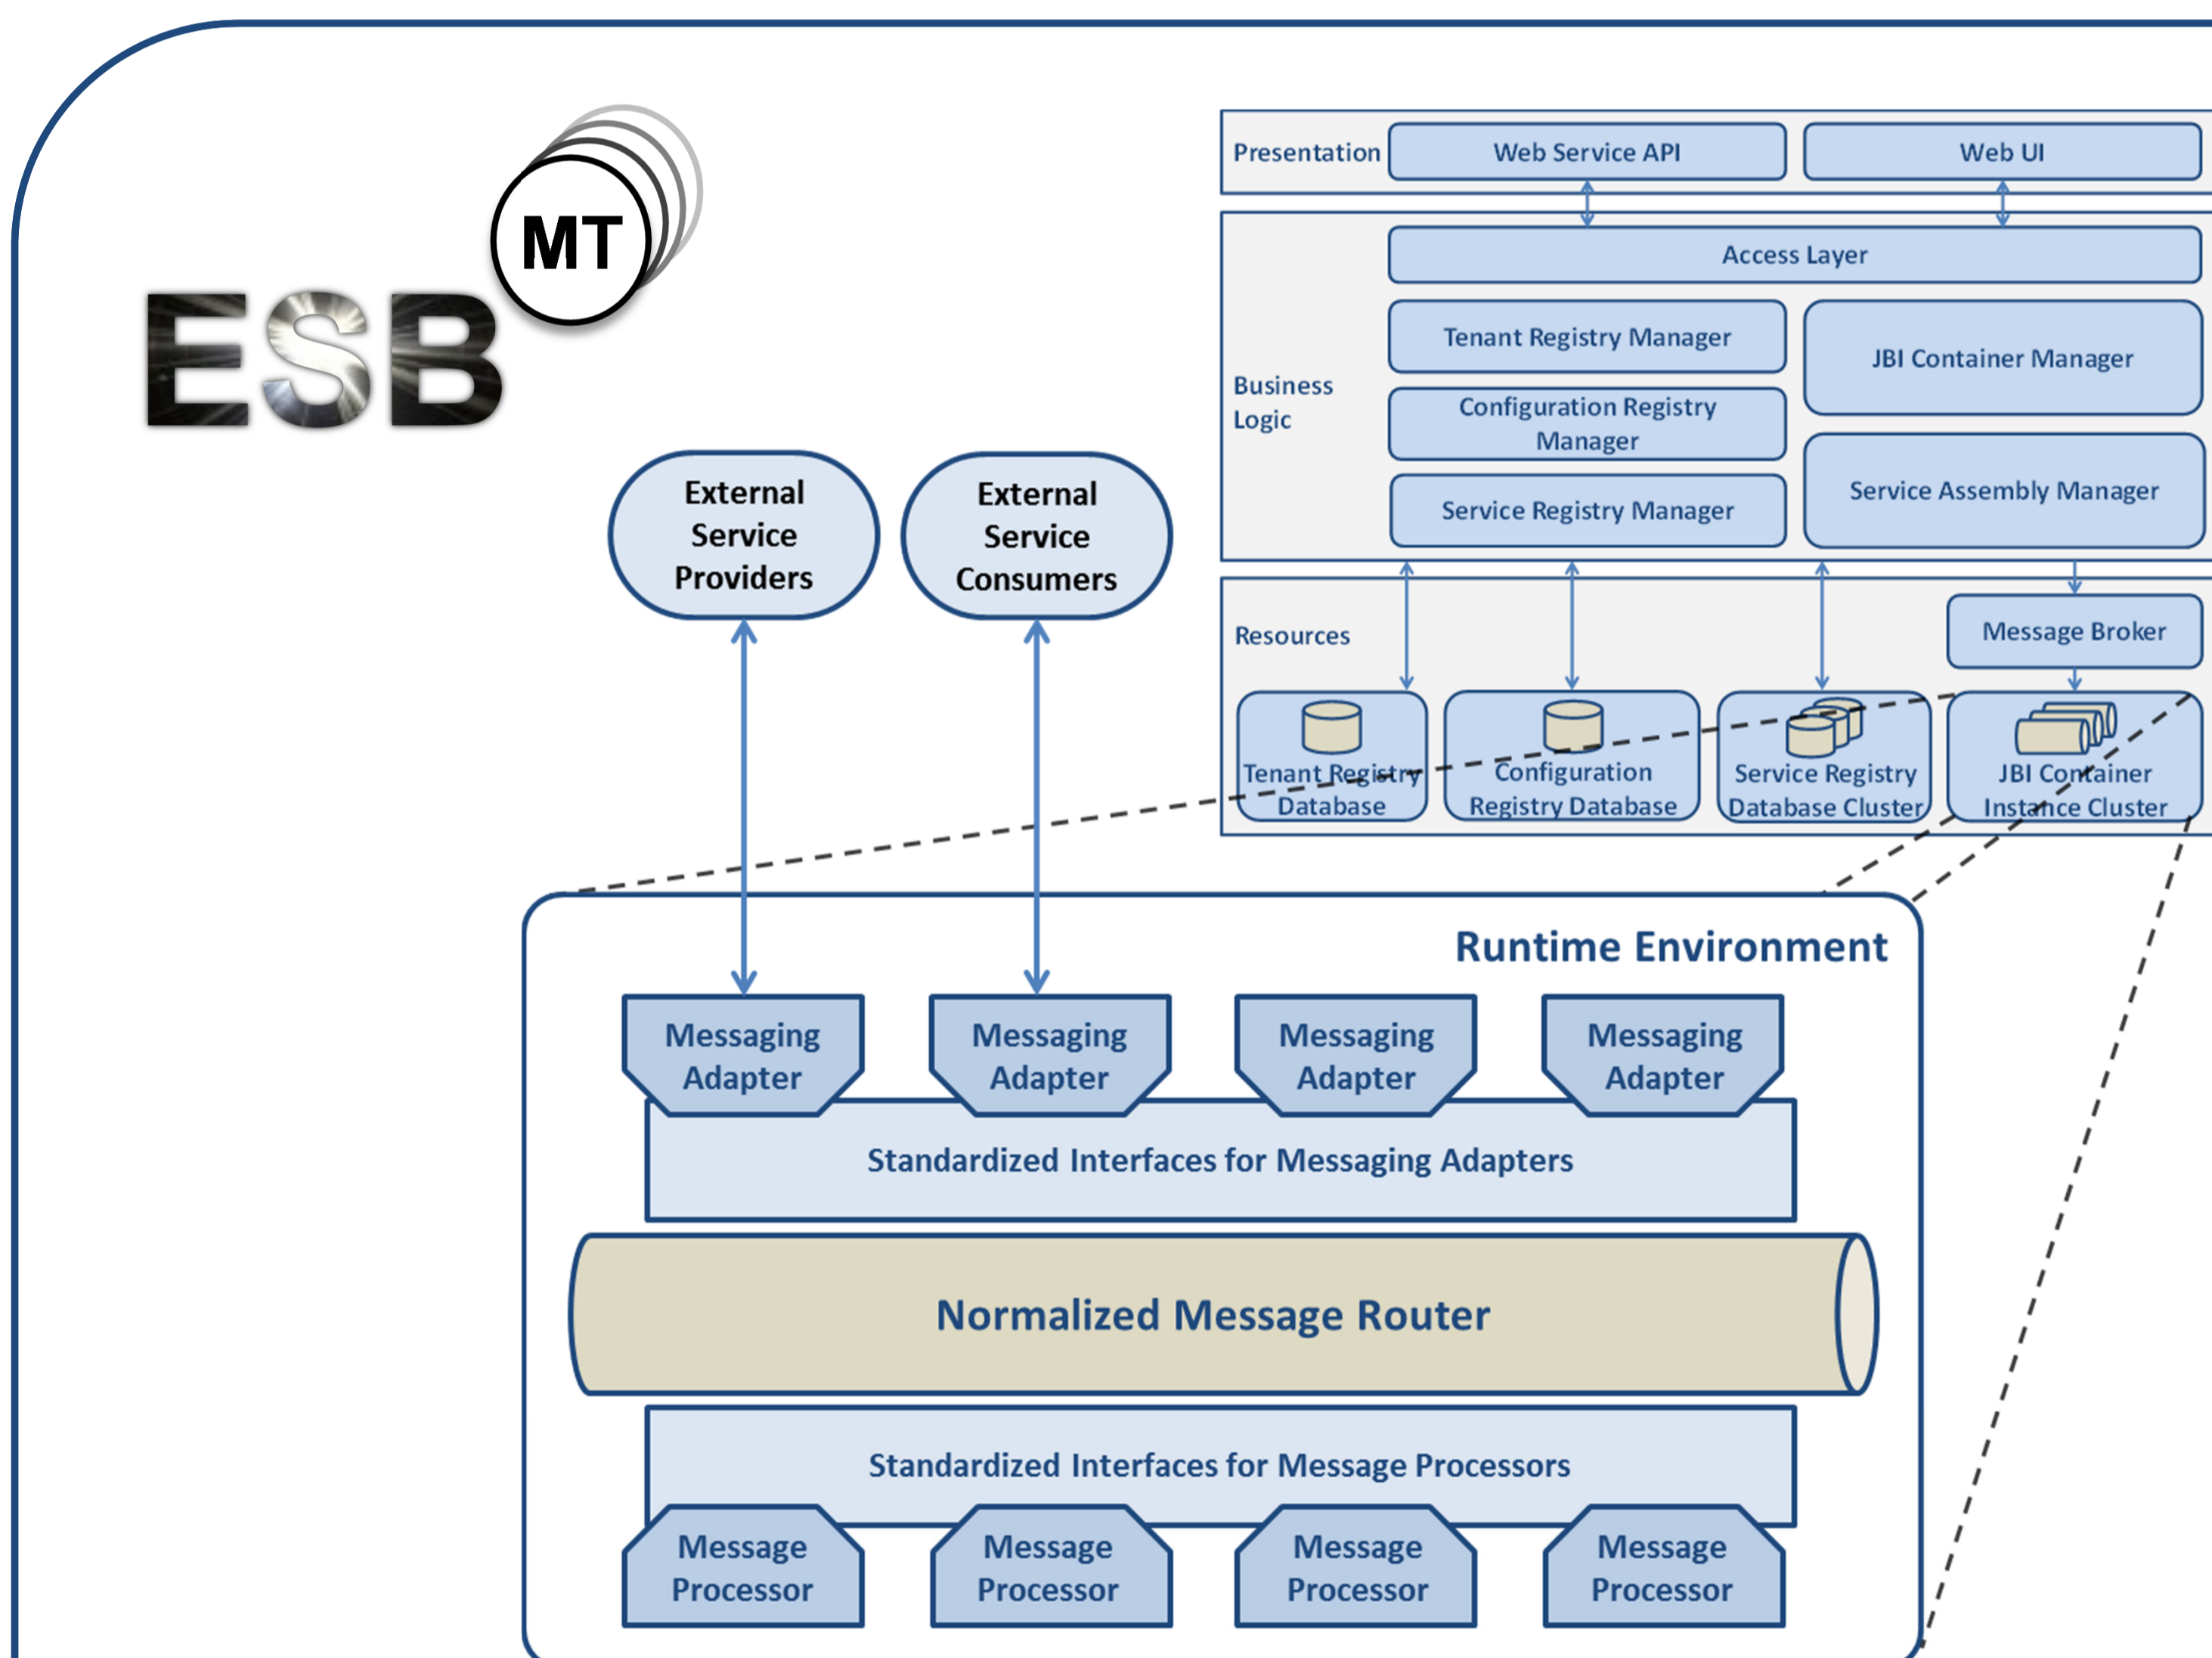 MT
ESB
Presentation
Web Service API
Web UI
Access Layer
Business
Logic
Tenant Registry Manager
JBI Container Manager
Configuration Registry
Manager
Service Registry Manager
Service Assembly Manager
External
Service
Providers
External
Service
Consumers
Resources
Message Broker
Tenant Registry
Database
Configuration
Registry Database
Service Registry
Database Cluster
JBI Container
Instance Cluster
Runtime Environment
Messaging
Adapter
Messaging
Adapter
Messaging
Adapter
Messaging
Adapter
Standardized Interfaces for Messaging Adapters
Normalized Message Router
Standardized Interfaces for Message Processors
Message
Processor
Message
Processor
Message
Processor
Message
Processor